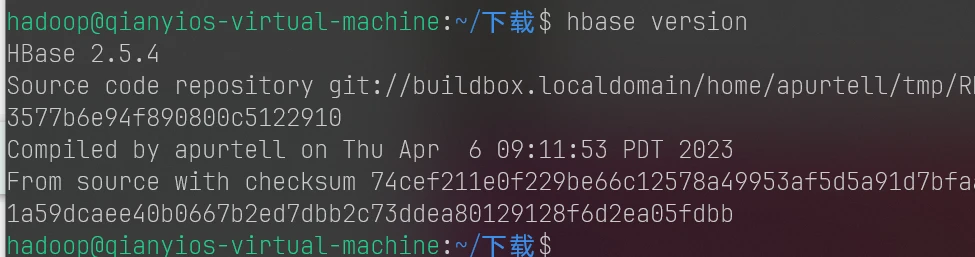 hadoop@qianyios-virtual-machine:~/下载$ hbase version
HBase 2.5.4
Source code repository git://buildbox.localdomain/home/apurtell/tmp/R
3577b6e94f890800c5122910
Compiled by apurtell on Thu Apr  6 09:11:53 PDT 2023
From source with checksum 74cef211e0f229be66c12578a49953af5d5a91d7bfa
1a59dcaee40b0667b2ed7dbb2c73ddea80129128f6d2ea05fdbb
hadoop@qianyios-virtual-machine:~/下载$